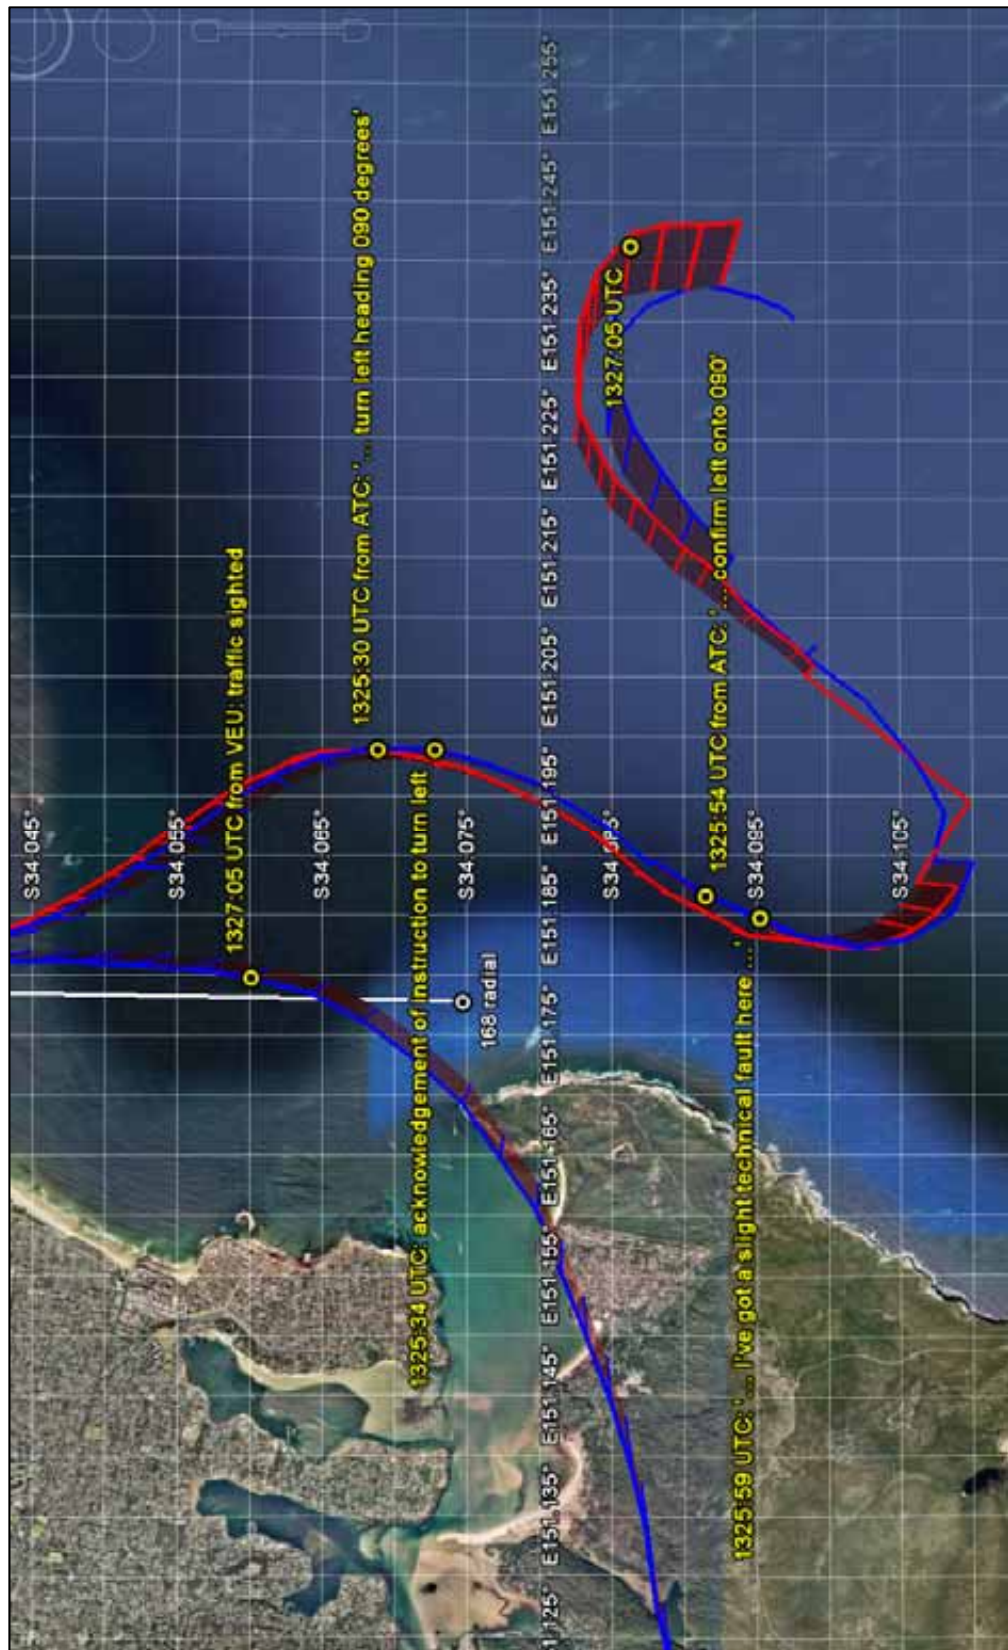 S34.045°
S34.055°
1327:05 UTC from VEU: traffic sighted
S34.065°
1325:30 UTC from ATC: '... turn left heading 090 degrees'
1325:34 UTC: acknowledgement of instruction to turn left
S34.075°
168 radial
1.125° E151.135° E151.145° E151.155° E151.165° E151.175° E151.185° E151.195° E151.205° E151.215° E151.225° E151.235° E151.245° E151.255°
S34.085°
1327:05 UTC
1325:54 UTC from ATC: '... confirm left onto 090'
1325:59 UTC: '... I've got a slight technical fault here ...'
S34.095°
S34.105°